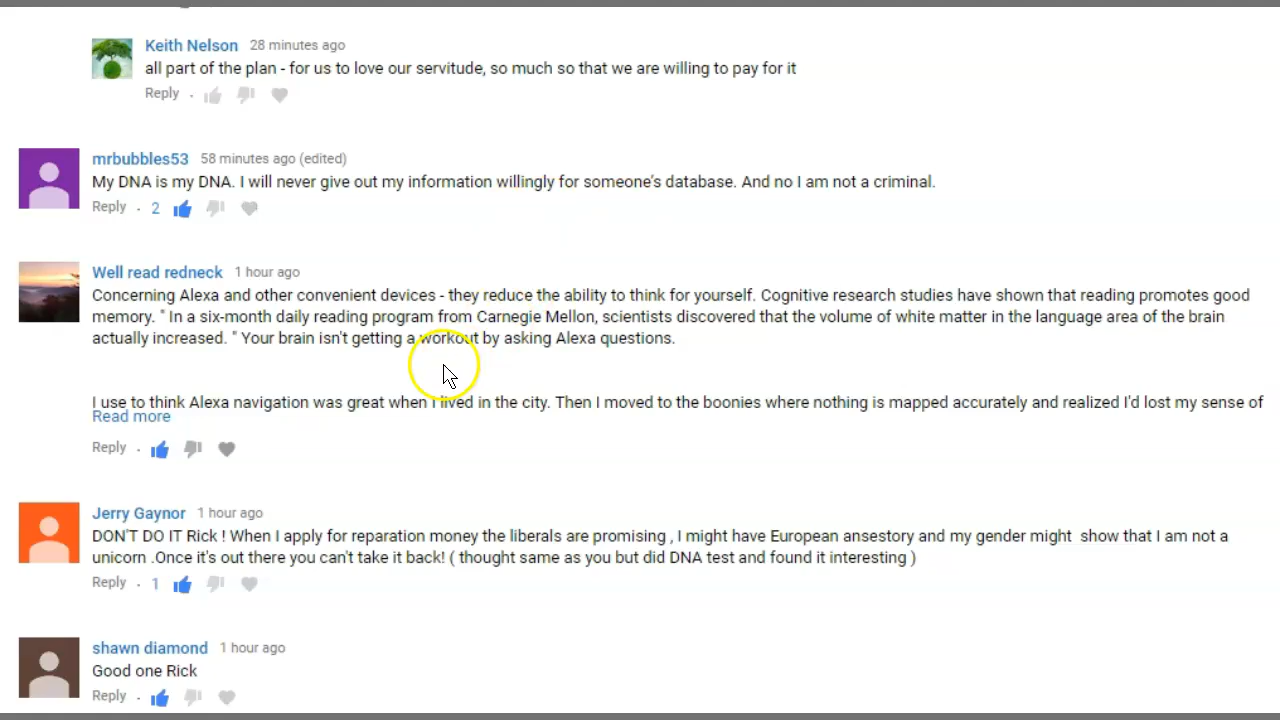 Keith Nelson 28 minutes ago
all part of the plan - for us to love our servitude, so much so that we are willing to pay for it
Reply .
mrbubbles53 58 minutes ago (edited)
My DNA is my DNA. I will never give out my information willingly for someone's database. And no I am not a criminal.
Reply . 2
Well read redneck 1 hour ago
Concerning Alexa and other convenient devices - they reduce the ability to think for yourself. Cognitive research studies have shown that reading promotes good
memory. " In a six-month daily reading program from Carnegie Mellon, scientists discovered that the volume of white matter in the language area of the brain
actually increased. " Your brain isn't getting a workout by asking Alexa questions.
I use to think Alexa navigation was great when I lived in the city. Then I moved to the boonies where nothing is mapped accurately and realized I'd lost my sense of
Read more
Reply .
Jerry Gaynor 1 hour ago
DON'T DO IT Rick ! When I apply for reparation money the liberals are promising , I might have European ansestory and my gender might show that I am not a
unicorn .Once it's out there you can't take it back! ( thought same as you but did DNA test and found it interesting )
Reply . 1
shawn diamond 1 hour ago
Good one Rick
Reply .